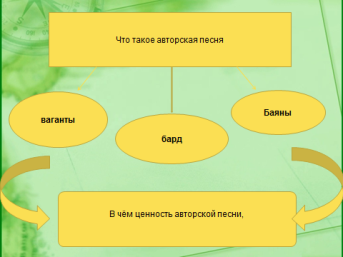 Что такое авторская песня
ваганты
бард
Баяны
В чём ценность авторской песни,